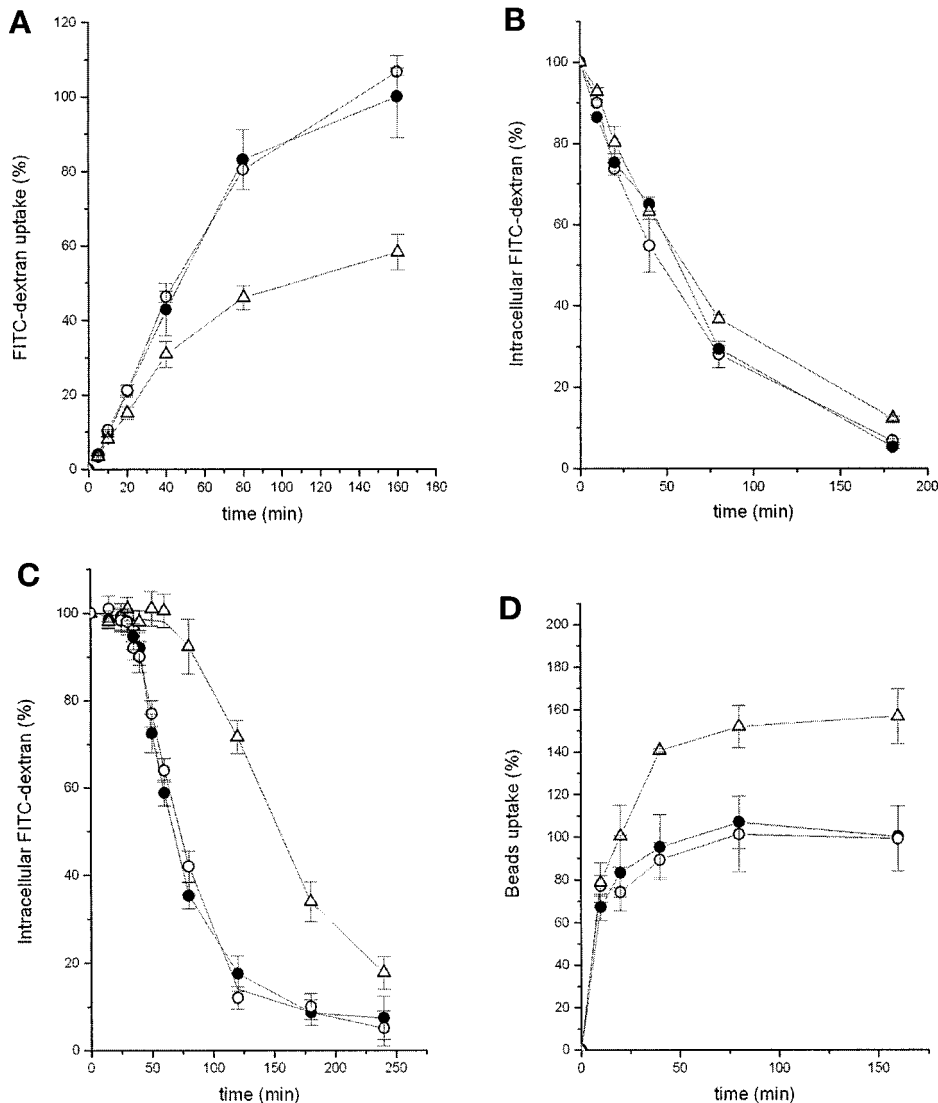 A
FITC-dextran uptake (%)
120
100
80
60
40
20
0
0 20 40 60 80 100 120 140 160 180
time (min)
B
Intracellular FITC-dextran (%)
100
80
60
40
20
0
0 50 100 150 200
time (min)
C
Intracellular FITC-dextran (%)
100
80
60
40
20
0
0 50 100 150 200 250
time (min)
D
Beads uptake (%)
200
180
160
140
120
100
80
60
40
20
0
0 50 100 150
time (min)